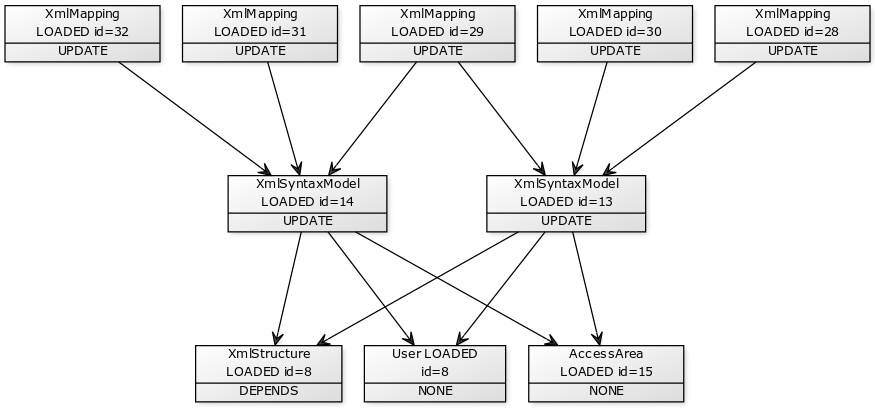 XmlMapping
LOADED id=32
UPDATE
XmlMapping
LOADED id=31
UPDATE
XmlMapping
LOADED id=29
UPDATE
XmlMapping
LOADED id=30
UPDATE
XmlMapping
LOADED id=28
UPDATE
XmlSyntaxModel
LOADED id=14
UPDATE
XmlSyntaxModel
LOADED id=13
UPDATE
XmlStructure
LOADED id=8
DEPENDS
User LOADED
id=8
NONE
AccessArea
LOADED id=15
NONE